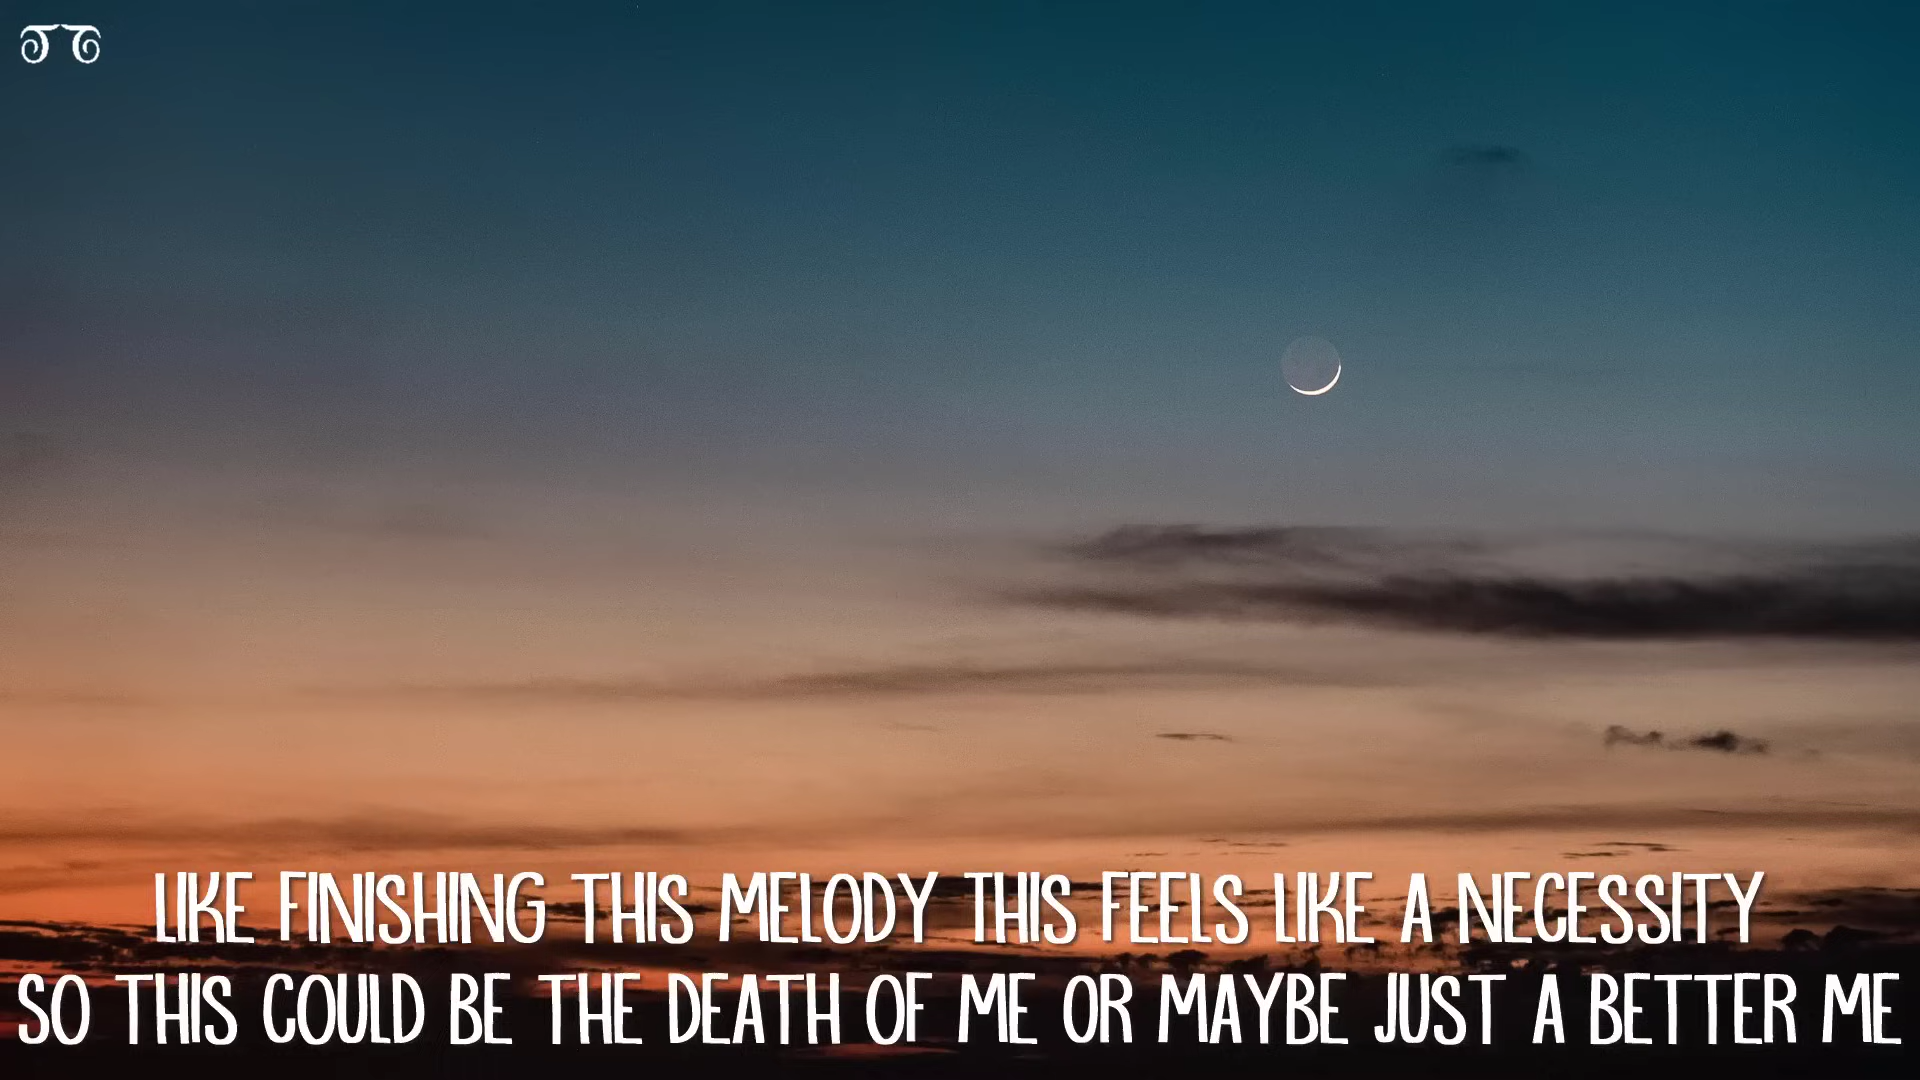 LIKE FINISHING THIS MELODY THIS FEELS LIKE A NECESSITY
SO THIS COULD BE THE DEATH OF ME OR MAYBE JUST A BETTER ME